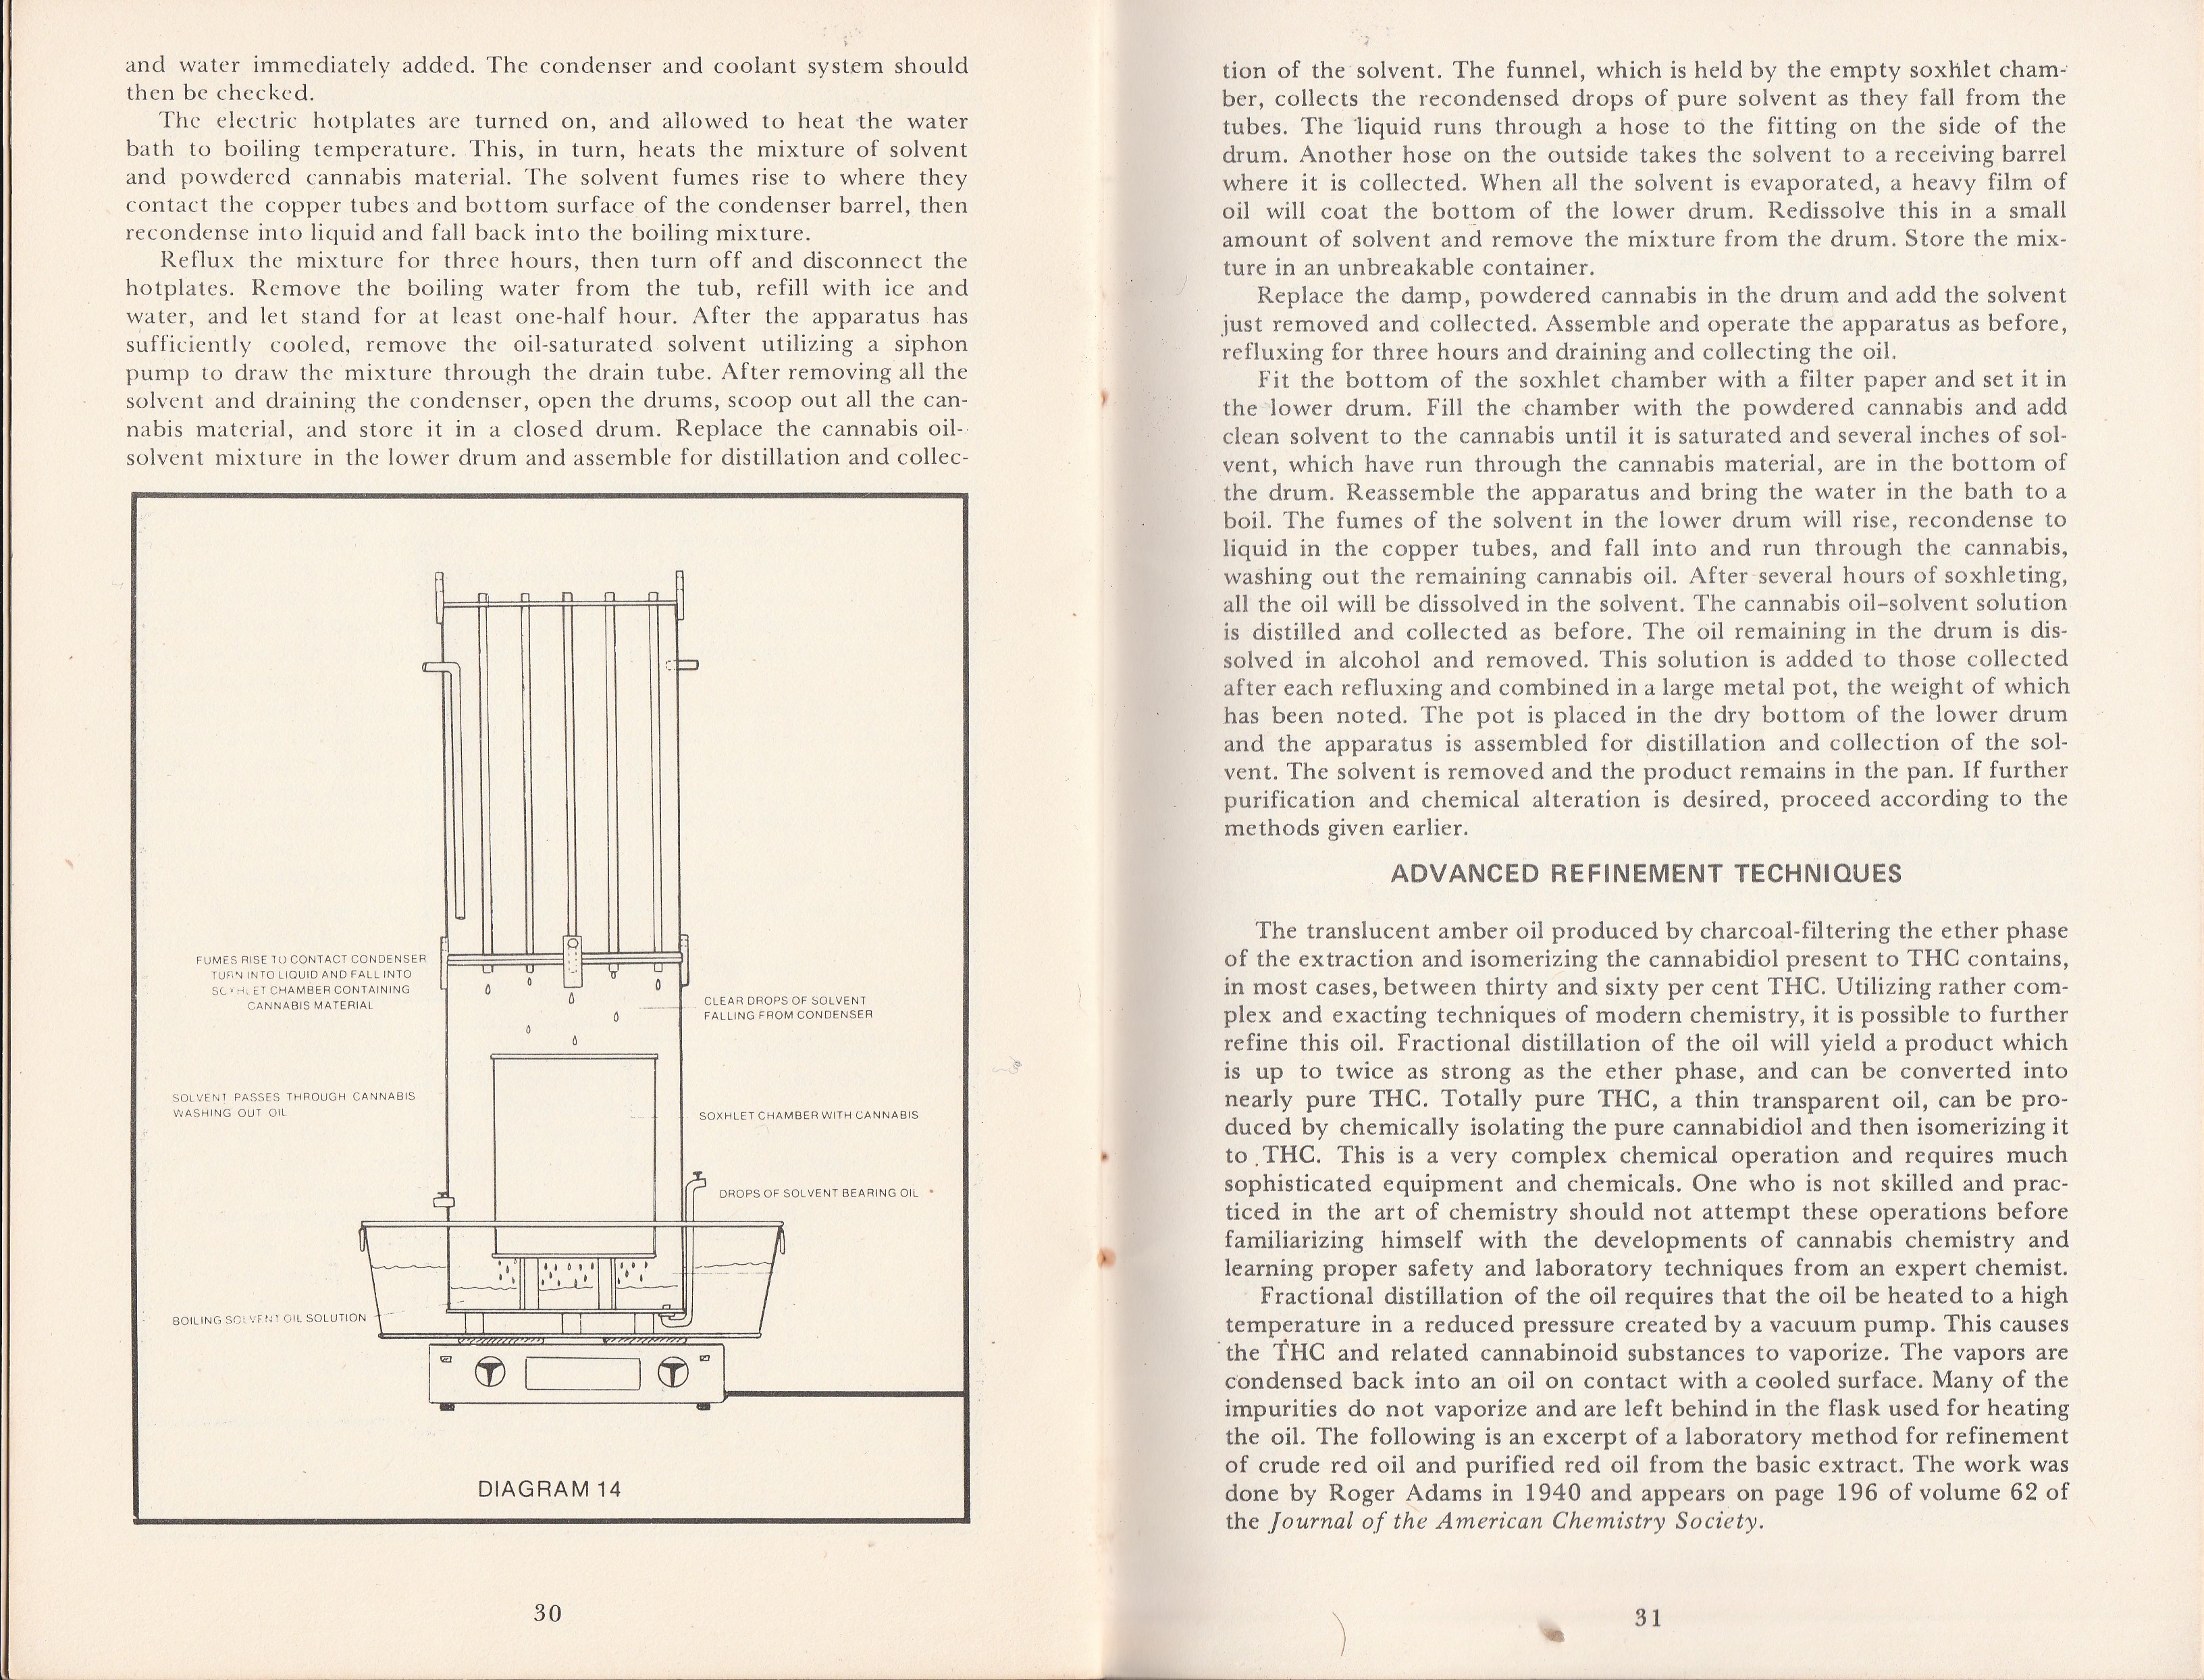 and water immediately added. The condenser and coolant system should
then be checked.
The electric hotplates are turned on, and allowed to heat the water
bath to boiling temperature. This, in turn, heats the mixture of solvent
and powdered cannabis material. The solvent fumes rise to where they
contact the copper tubes and bottom surface of the condenser barrel, then
recondense into liquid and fall back into the boiling mixture.
Reflux the mixture for three hours, then turn off and disconnect the
hotplates. Remove the boiling water from the tub, refill with ice and
water, and let stand for at least one-half hour. After the apparatus has
sufficiently cooled, remove the oil-saturated solvent utilizing a siphon
pump to draw the mixture through the drain tube. After removing all the
solvent and draining the condenser, open the drums, scoop out all the can-
nabis material, and store it in a closed drum. Replace the cannabis oil-
solvent mixture in the lower drum and assemble for distillation and collec-
FUMES RISE TO CONTACT CONDENSER
TURN INTO LIQUID AND FALL INTO
SOXHLET CHAMBER CONTAINING
CANNABIS MATERIAL
CLEAR DROPS OF SOLVENT
FALLING FROM CONDENSER
SOLVENT PASSES THROUGH CANNABIS
WASHING OUT OIL
SOXHLET CHAMBER WITH CANNABIS
DROPS OF SOLVENT BEARING OIL
BOILING SOLVENT OIL SOLUTION
DIAGRAM 14
30
tion of the solvent. The funnel, which is held by the empty soxhlet cham-
ber, collects the recondensed drops of pure solvent as they fall from the
tubes. The liquid runs through a hose to the fitting on the side of the
drum. Another hose on the outside takes the solvent to a receiving barrel
where it is collected. When all the solvent is evaporated, a heavy film of
oil will coat the bottom of the lower drum. Redissolve this in a small
amount of solvent and remove the mixture from the drum. Store the mix-
ture in an unbreakable container.
Replace the damp, powdered cannabis in the drum and add the solvent
just removed and collected. Assemble and operate the apparatus as before,
refluxing for three hours and draining and collecting the oil.
Fit the bottom of the soxhlet chamber with a filter paper and set it in
the lower drum. Fill the chamber with the powdered cannabis and add
clean solvent to the cannabis until it is saturated and several inches of sol-
vent, which have run through the cannabis material, are in the bottom of
the drum. Reassemble the apparatus and bring the water in the bath to a
boil. The fumes of the solvent in the lower drum will rise, recondense to
liquid in the copper tubes, and fall into and run through the cannabis,
washing out the remaining cannabis oil. After several hours of soxhleting,
all the oil will be dissolved in the solvent. The cannabis oil-solvent solution
is distilled and collected as before. The oil remaining in the drum is dis-
solved in alcohol and removed. This solution is added to those collected
after each refluxing and combined in a large metal pot, the weight of which
has been noted. The pot is placed in the dry bottom of the lower drum
and the apparatus is assembled for distillation and collection of the sol-
vent. The solvent is removed and the product remains in the pan. If further
purification and chemical alteration is desired, proceed according to the
methods given earlier.
ADVANCED REFINEMENT TECHNIQUES
The translucent amber oil produced by charcoal-filtering the ether phase
of the extraction and isomerizing the cannabidiol present to THC contains,
in most cases, between thirty and sixty per cent THC. Utilizing rather com-
plex and exacting techniques of modern chemistry, it is possible to further
refine this oil. Fractional distillation of the oil will yield a product which
is up to twice as strong as the ether phase, and can be converted into
nearly pure THC. Totally pure THC, a thin transparent oil, can be pro-
duced by chemically isolating the pure cannabidiol and then isomerizing it
to THC. This is a very complex chemical operation and requires much
sophisticated equipment and chemicals. One who is not skilled and prac-
ticed in the art of chemistry should not attempt these operations before
familiarizing himself with the developments of cannabis chemistry and
learning proper safety and laboratory techniques from an expert chemist.
Fractional distillation of the oil requires that the oil be heated to a high
temperature in a reduced pressure created by a vacuum pump. This causes
the THC and related cannabinoid substances to vaporize. The vapors are
condensed back into an oil on contact with a cooled surface. Many of the
impurities do not vaporize and are left behind in the flask used for heating
the oil. The following is an excerpt of a laboratory method for refinement
of crude red oil and purified red oil from the basic extract. The work was
done by Roger Adams in 1940 and appears on page 196 of volume 62 of
the Journal of the American Chemistry Society.
31